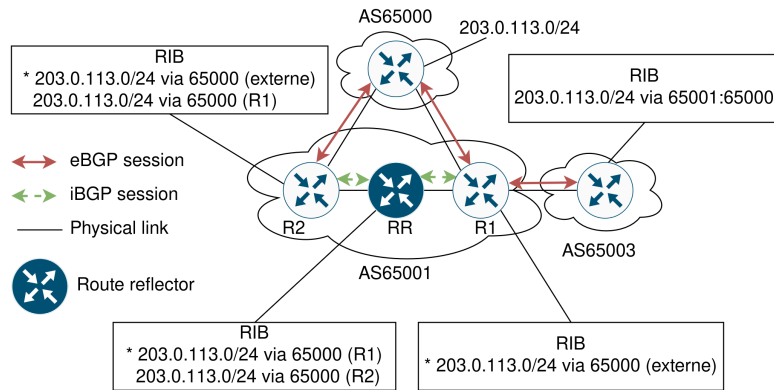 AS65000
203.0.113.0/24
RIB
* 203.0.113.0/24 via 65000 (externe)
203.0.113.0/24 via 65000 (R1)
RIB
203.0.113.0/24 via 65001:65000
eBGP session
iBGP session
Physical link
Route reflector
R2
RR
R1
AS65001
AS65003
RIB
* 203.0.113.0/24 via 65000 (R1)
203.0.113.0/24 via 65000 (R2)
RIB
* 203.0.113.0/24 via 65000 (externe)